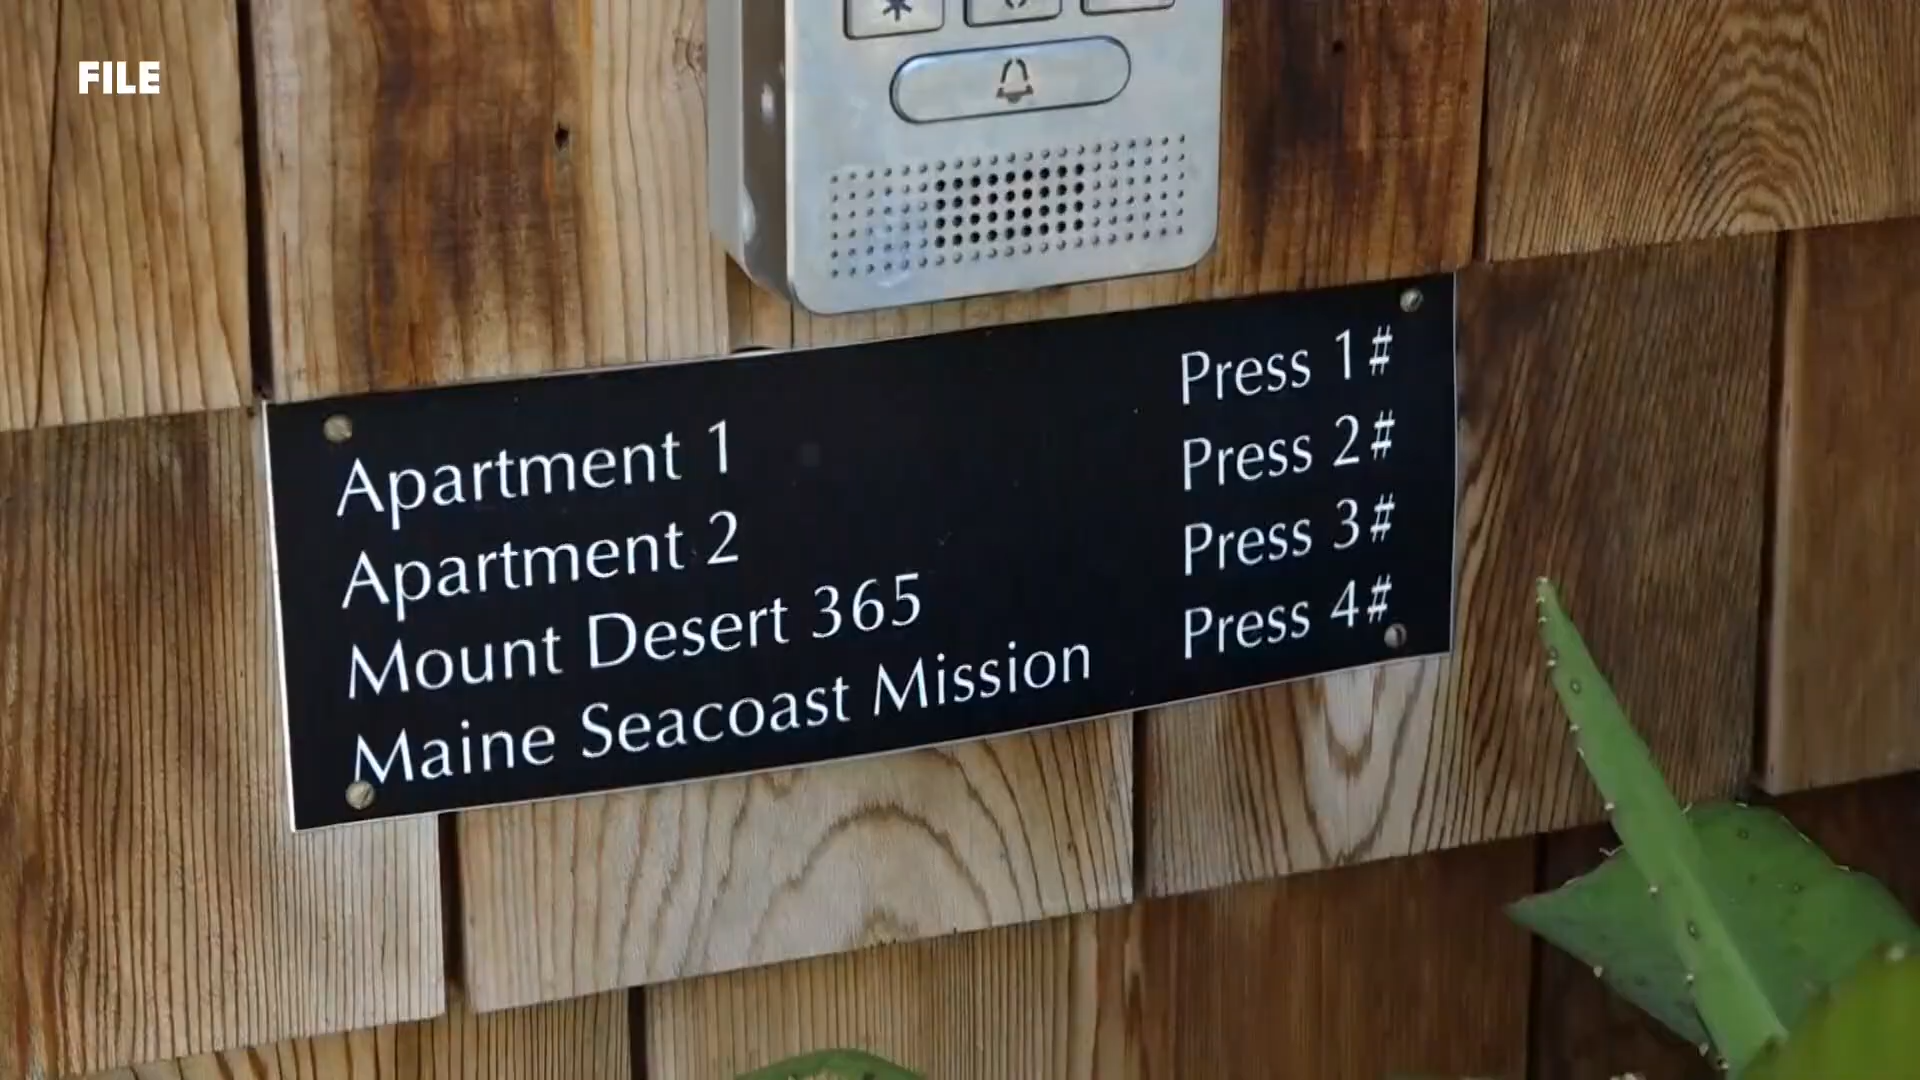 FILE
Apartment 1 Press 1#
Apartment 2 Press 2#
Mount Desert 365 Press 3#
Maine Seacoast Mission Press 4#